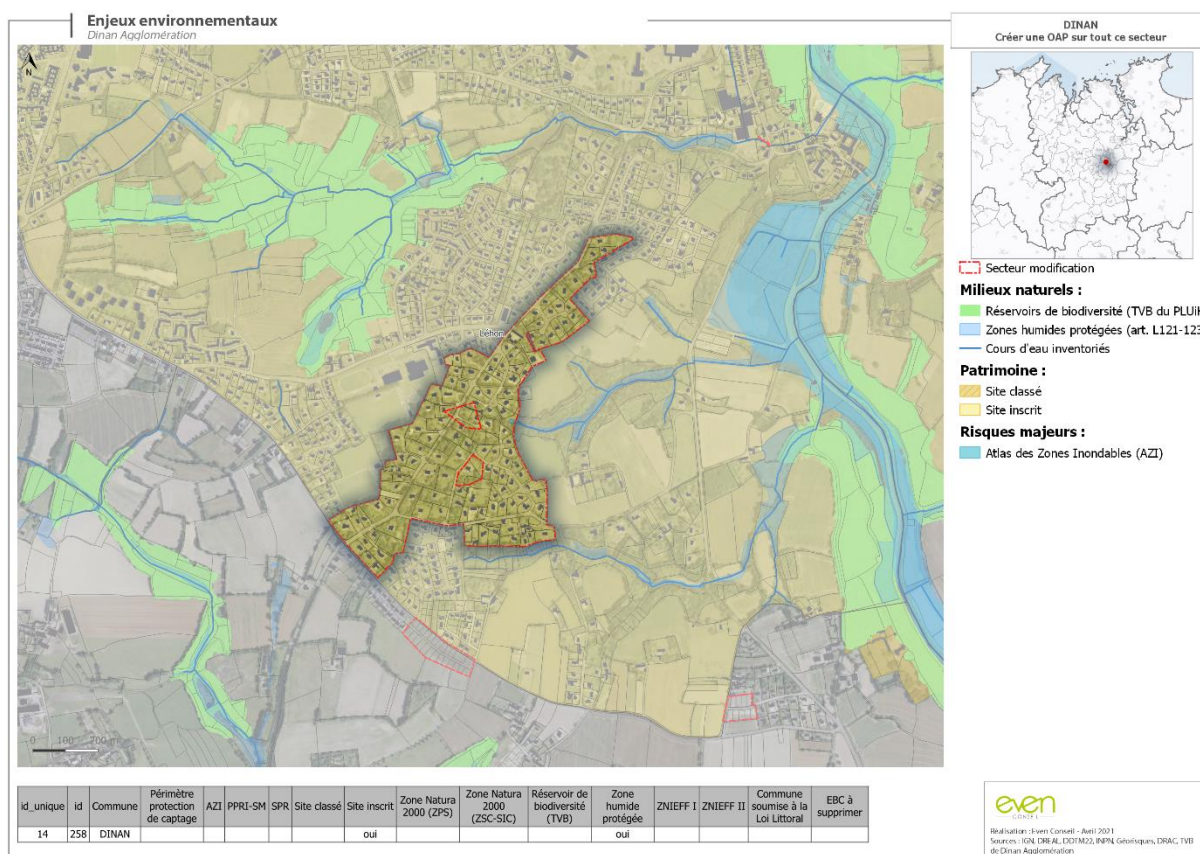 Enjeux environnementaux
Dinan Agglomération
DINAN
Créer une OAP sur tout ce secteur
N
Léhon
0 100 200 m
Secteur modification
Milieux naturels :
Réservoirs de biodiversité (TVB du PLUiH
Zones humides protégées (art. L121-123
Cours d'eau inventoriés
Patrimoine :
Site classé
Site inscrit
Risques majeurs :
Atlas des Zones Inondables (AZI)
id_unique id Commune Périmètre protection de captage AZI PPRI-SM SPR Site classé Site inscrit Zone Natura 2000 (ZPS) Zone Natura 2000 (ZSC-SIC) Réservoir de biodiversité (TVB) Zone humide protégée ZNIEFF I ZNIEFF II Commune soumise à la Loi Littoral EBC à supprimer
14 258 DINAN oui oui
even
CONSEIL
Réalisation : Even Conseil - Avril 2021
Sources : IGN, DREAL, DDTM22, INPN, Géorisques, DRAC, TVB
de Dinan Agglomération